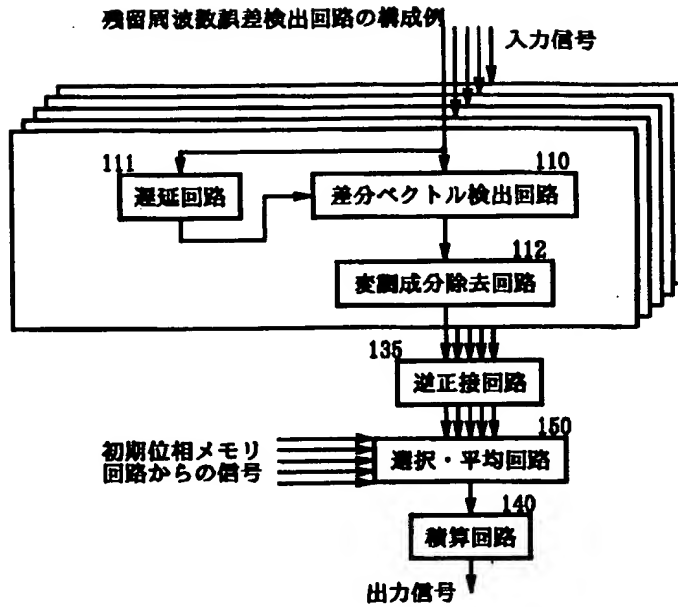 残留周波数誤差検出回路の構成例
入力信号
111
遅延回路
110
差分ベクトル検出回路
112
変調成分除去回路
135
逆正接回路
150
初期位相メモリ
回路からの信号
選択・平均回路
140
積算回路
出力信号